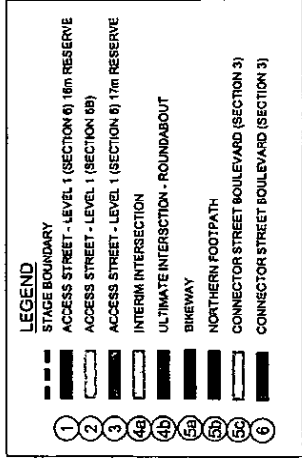 LEGEND
STAGE BOUNDARY
1 ACCESS STREET - LEVEL 1 (SECTION 6) 16m RESERVE
2 ACCESS STREET - LEVEL 1 (SECTION 6B)
3 ACCESS STREET - LEVEL 1 (SECTION 6) 17m RESERVE
4a INTERIM INTERSECTION
4b ULTIMATE INTERSCTION - ROUNDABOUT
5a BIKEWAY
5b NORTHERN FOOTPATH
5c CONNECTOR STREET BOULEVARD (SECTION 3)
6 CONNECTOR STREET BOULEVARD (SECTION 3)